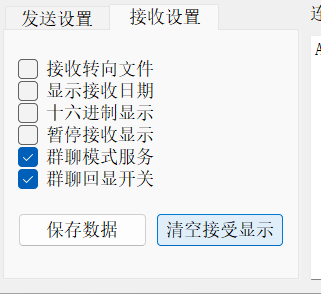 发送设置 接收设置
接收转向文件
显示接收日期
十六进制显示
暂停接收显示
群聊模式服务
群聊回显开关
保存数据 清空接受显示